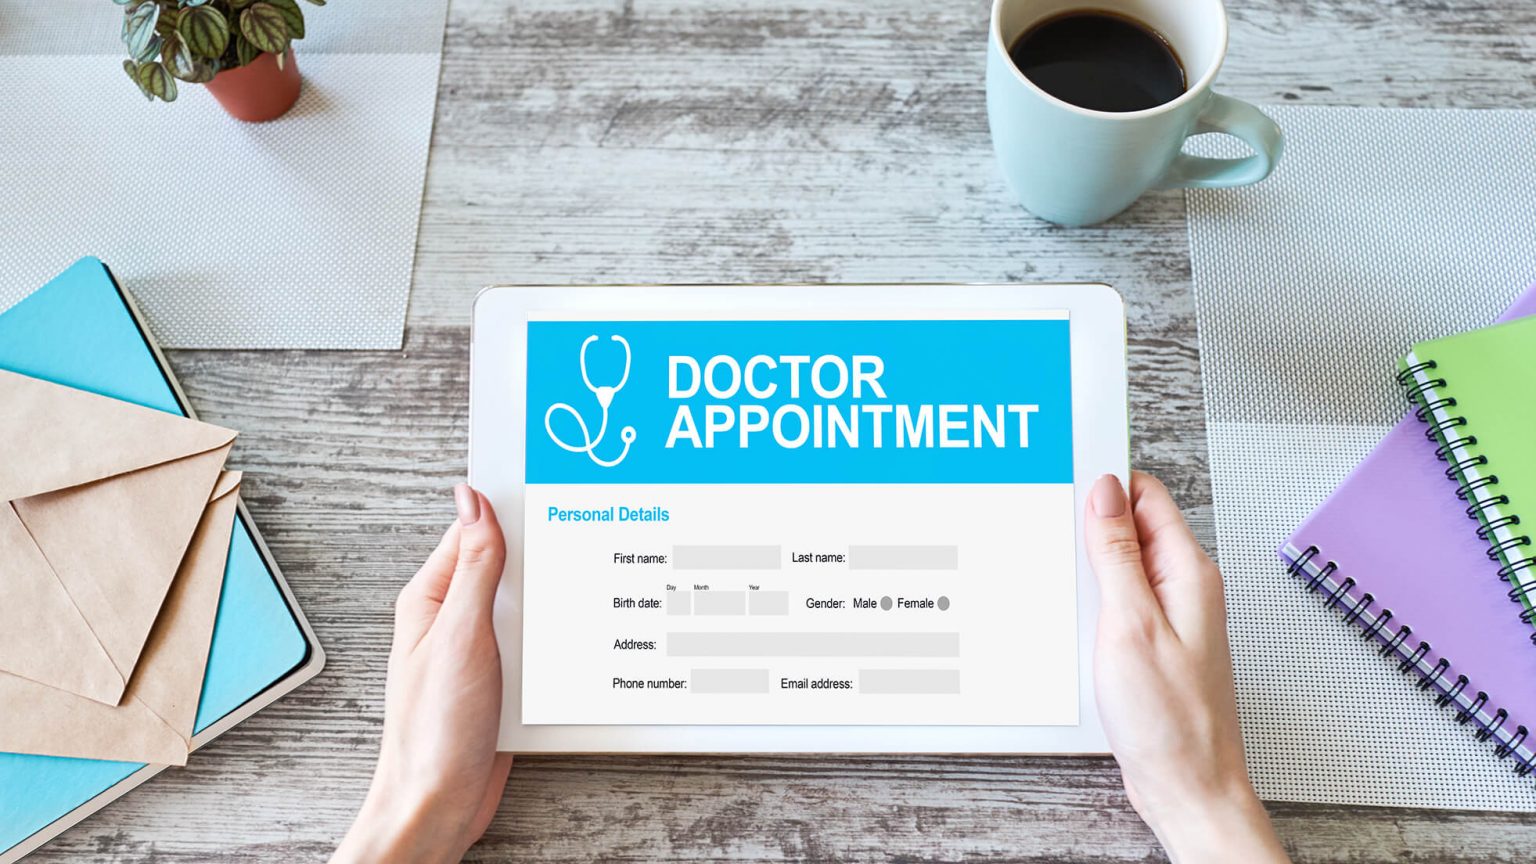 DOCTOR
APPOINTMENT
Personal Details
First name: Last name:
Day Month Year
Birth date: Gender: Male Female
Address:
Phone number: Email address: